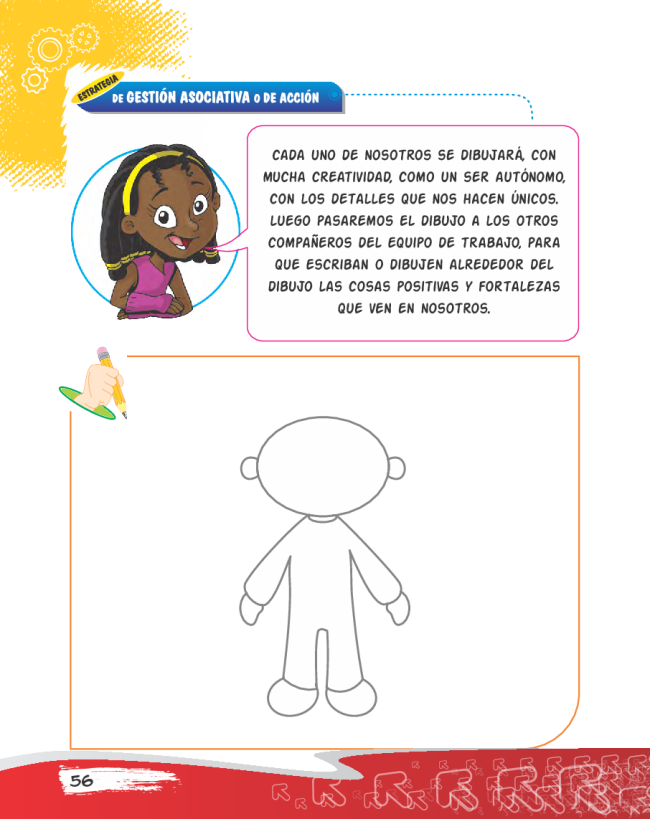 ESTRATEGIA
DE GESTIÓN ASOCIATIVA O DE ACCIÓN
CADA UNO DE NOSOTROS SE DIBUJARÁ, CON
MUCHA CREATIVIDAD, COMO UN SER AUTÓNOMO,
CON LOS DETALLES QUE NOS HACEN ÚNICOS.
LUEGO PASAREMOS EL DIBUJO A LOS OTROS
COMPAÑEROS DEL EQUIPO DE TRABAJO, PARA
QUE ESCRIBAN O DIBUJEN ALREDEDOR DEL
DIBUJO LAS COSAS POSITIVAS Y FORTALEZAS
QUE VEN EN NOSOTROS.
56